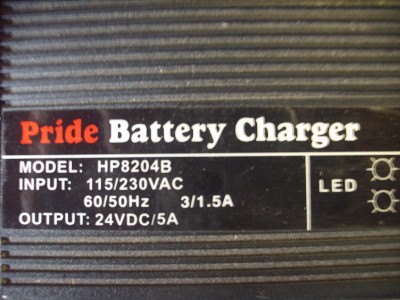 Pride Battery Charger
MODEL: HP8204B
INPUT: 115/230VAC
60/50Hz 3/1.5A
OUTPUT: 24VDC/5A
LED